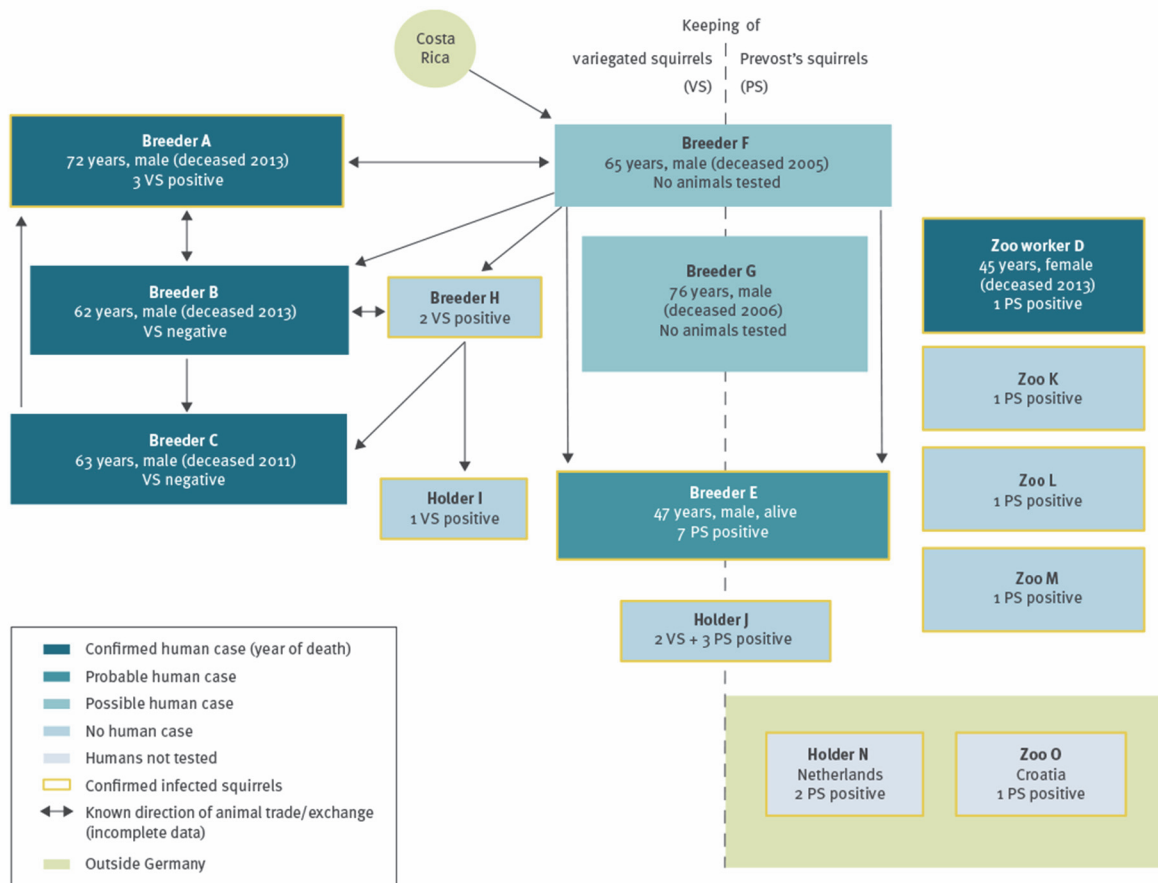 Costa
Rica
Keeping of
variegated squirrels
(VS)
Prevost's squirrels
(PS)
Breeder A
72 years, male (deceased 2013)
3 VS positive
Breeder F
65 years, male (deceased 2005)
No animals tested
Zoo worker D
45 years, female
(deceased 2013)
1 PS positive
Breeder B
62 years, male (deceased 2013)
VS negative
Breeder H
2 VS positive
Breeder G
76 years, male
(deceased 2006)
No animals tested
Zoo K
1 PS positive
Breeder C
63 years, male (deceased 2011)
VS negative
Holder I
1 VS positive
Breeder E
47 years, male, alive
7 PS positive
Zoo L
1 PS positive
Zoo M
1 PS positive
Holder J
2 VS + 3 PS positive
Confirmed human case (year of death)
Probable human case
Possible human case
No human case
Humans not tested
Confirmed infected squirrels
Known direction of animal trade/exchange
(incomplete data)
Outside Germany
Holder N
Netherlands
2 PS positive
Zoo O
Croatia
1 PS positive